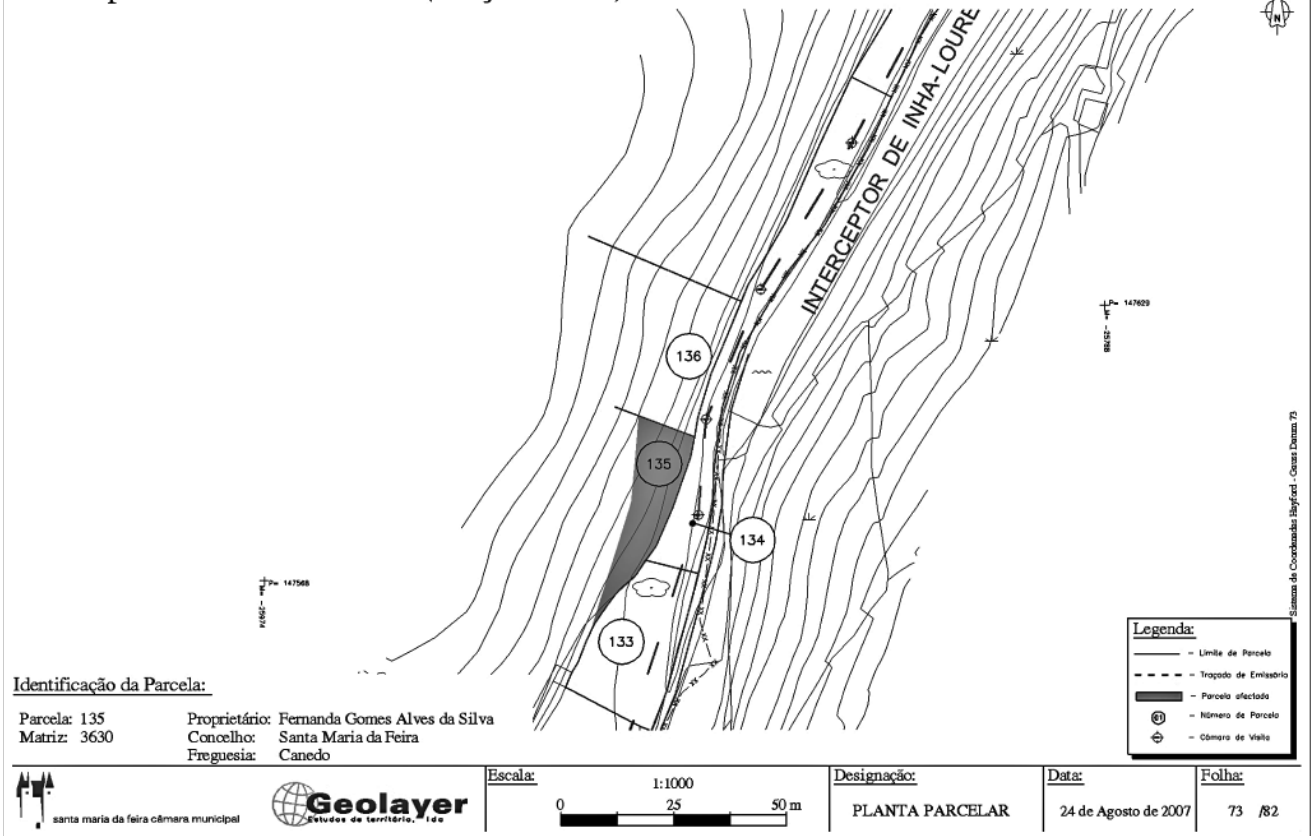 N
INTERCEPTOR DE INHA-LOURE
P= 147629
M= -25788
136
135
134
133
P= 147568
M= -25974
Sistema de Coordenadas Hayford - Gauss Datum 73
Legenda:
- Limite de Parcela
- Traçado de Emissário
- Parcela afectada
61 - Número de Parcela
- Câmara de Visita
Identificação da Parcela:
Parcela: 135 Proprietário: Fernanda Gomes Alves da Silva
Matriz: 3630 Concelho: Santa Maria da Feira
Freguesia: Canedo
santa maria da feira câmara municipal
Geolayer
Estudos de território, lda
Escala:
1:1000
0 25 50 m
Designação:
PLANTA PARCELAR
Data:
24 de Agosto de 2007
Folha:
73 /82